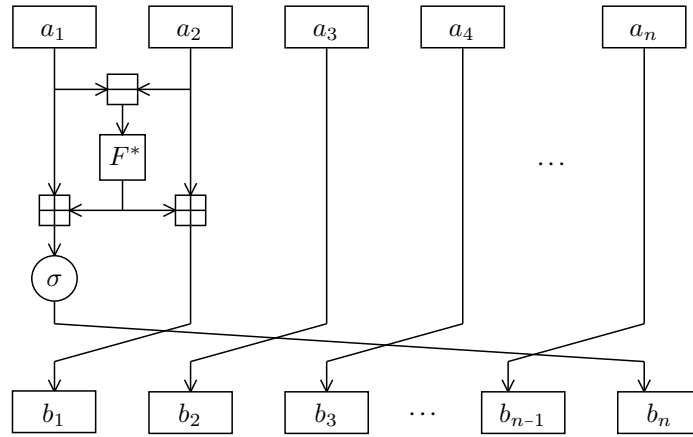 a₁ a₂ a₃ a₄ aₙ
F* ...
σ
b₁ b₂ b₃ ... bₙ₋₁ bₙ